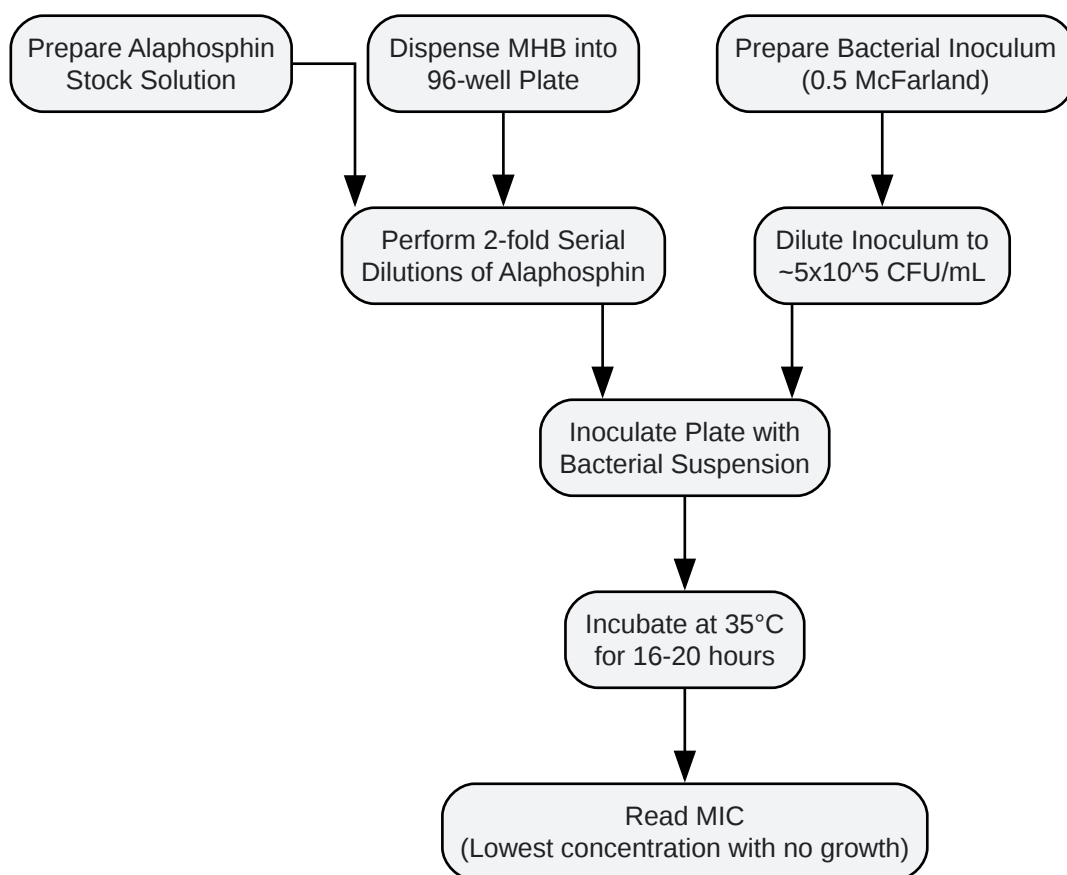 Prepare Alaphosphin
Stock Solution
Dispense MHB into
96-well Plate
Prepare Bacterial Inoculum
(0.5 McFarland)
Perform 2-fold Serial
Dilutions of Alaphosphin
Dilute Inoculum to
~5x10^5 CFU/mL
Inoculate Plate with
Bacterial Suspension
Incubate at 35°C
for 16-20 hours
Read MIC
(Lowest concentration with no growth)